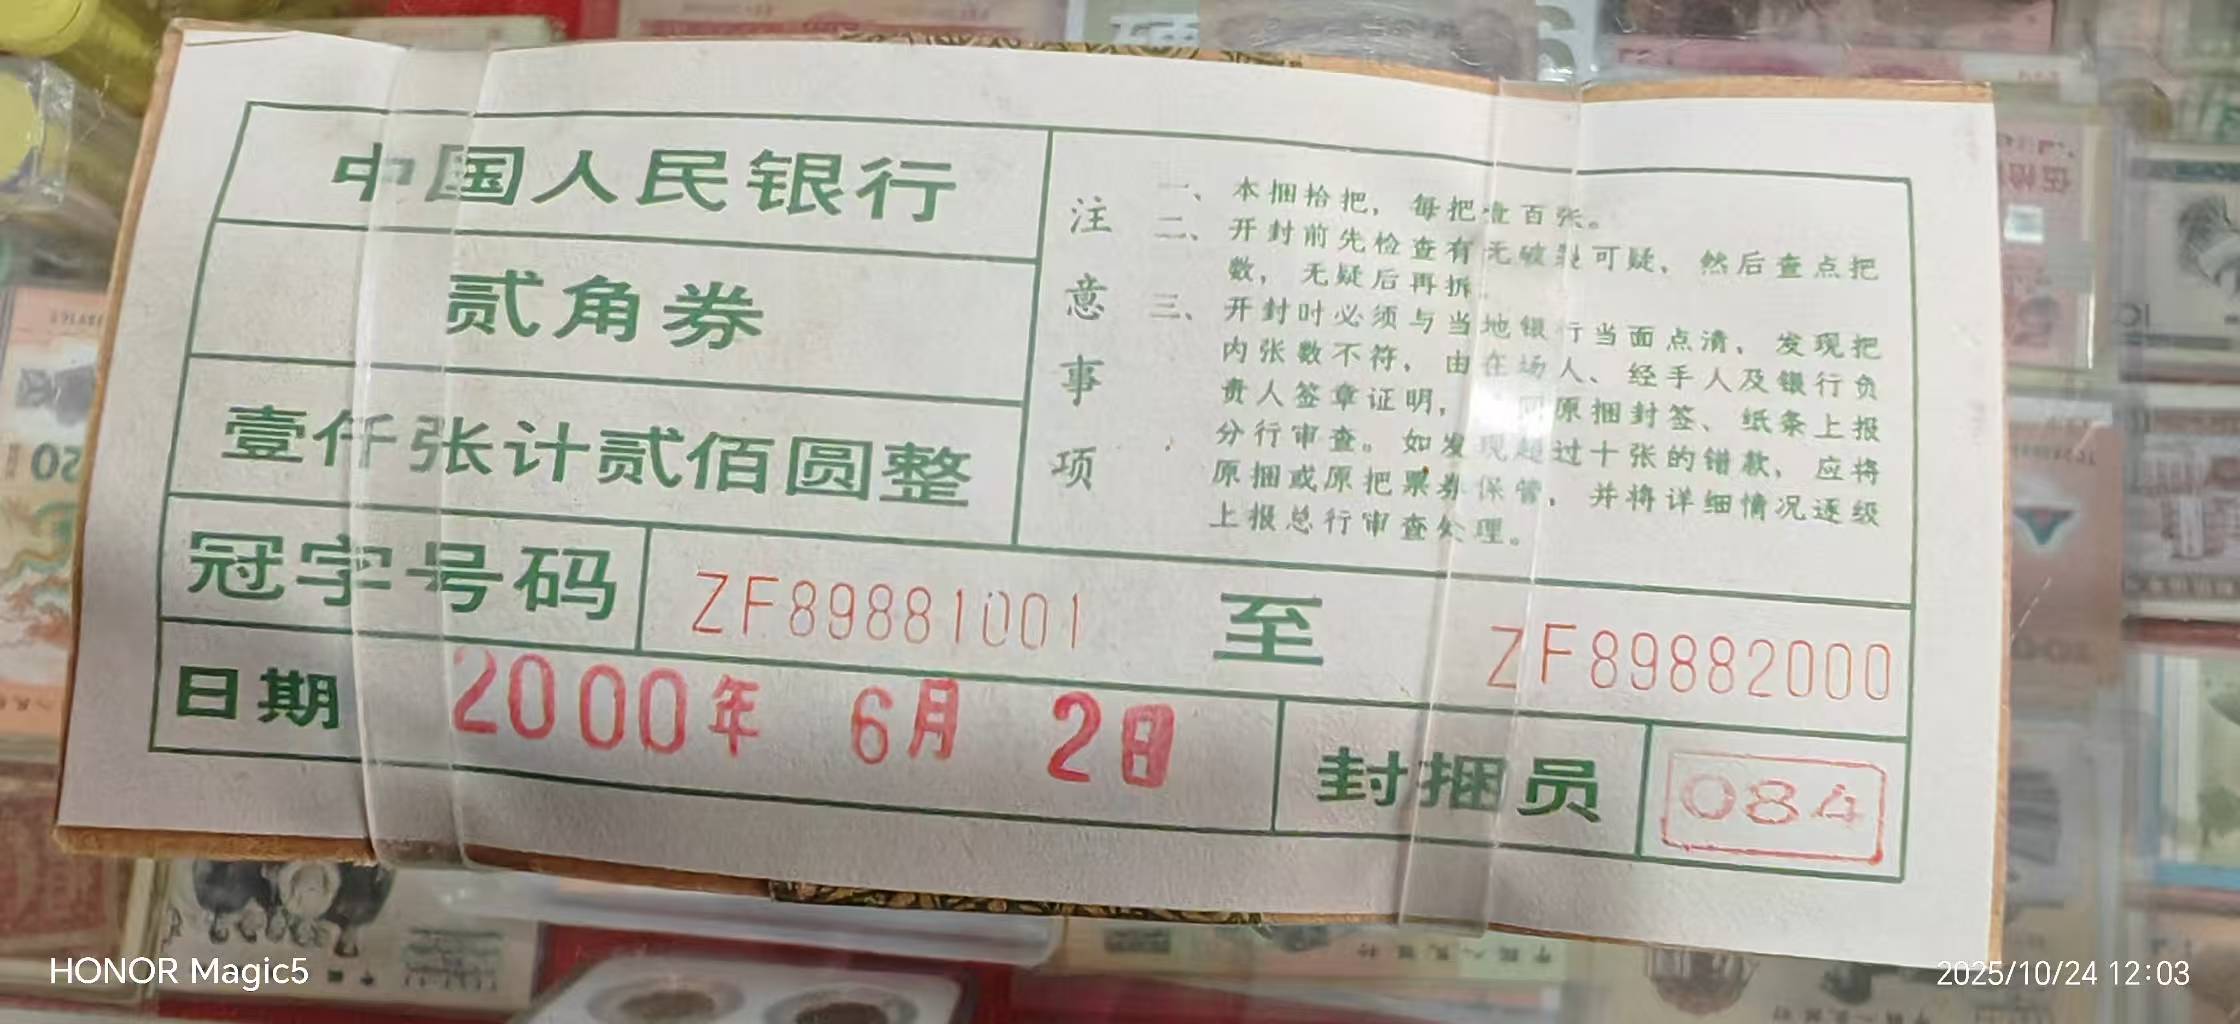 中国人民银行
贰角券
壹仟张计贰佰圆整
注意事项
一、本捆拾把，每把壹百张。
二、开封前先检查有无破裂可疑，然后查点把
数，无疑后再拆。
三、开封时必须与当地银行当面点清，发现把
内张数不符，由在场人、经手人及银行负
责人签章证明，同原捆封签、纸条上报
分行审查。如发现超过十张的错款，应将
原捆或原把票券保管，并将详细情况逐级
上报总行审查处理。
冠字号码 ZF89881001 至 ZF89882000
日期 2000年 6月 2日 封捆员 084
HONOR Magic5
2025/10/24 12:03